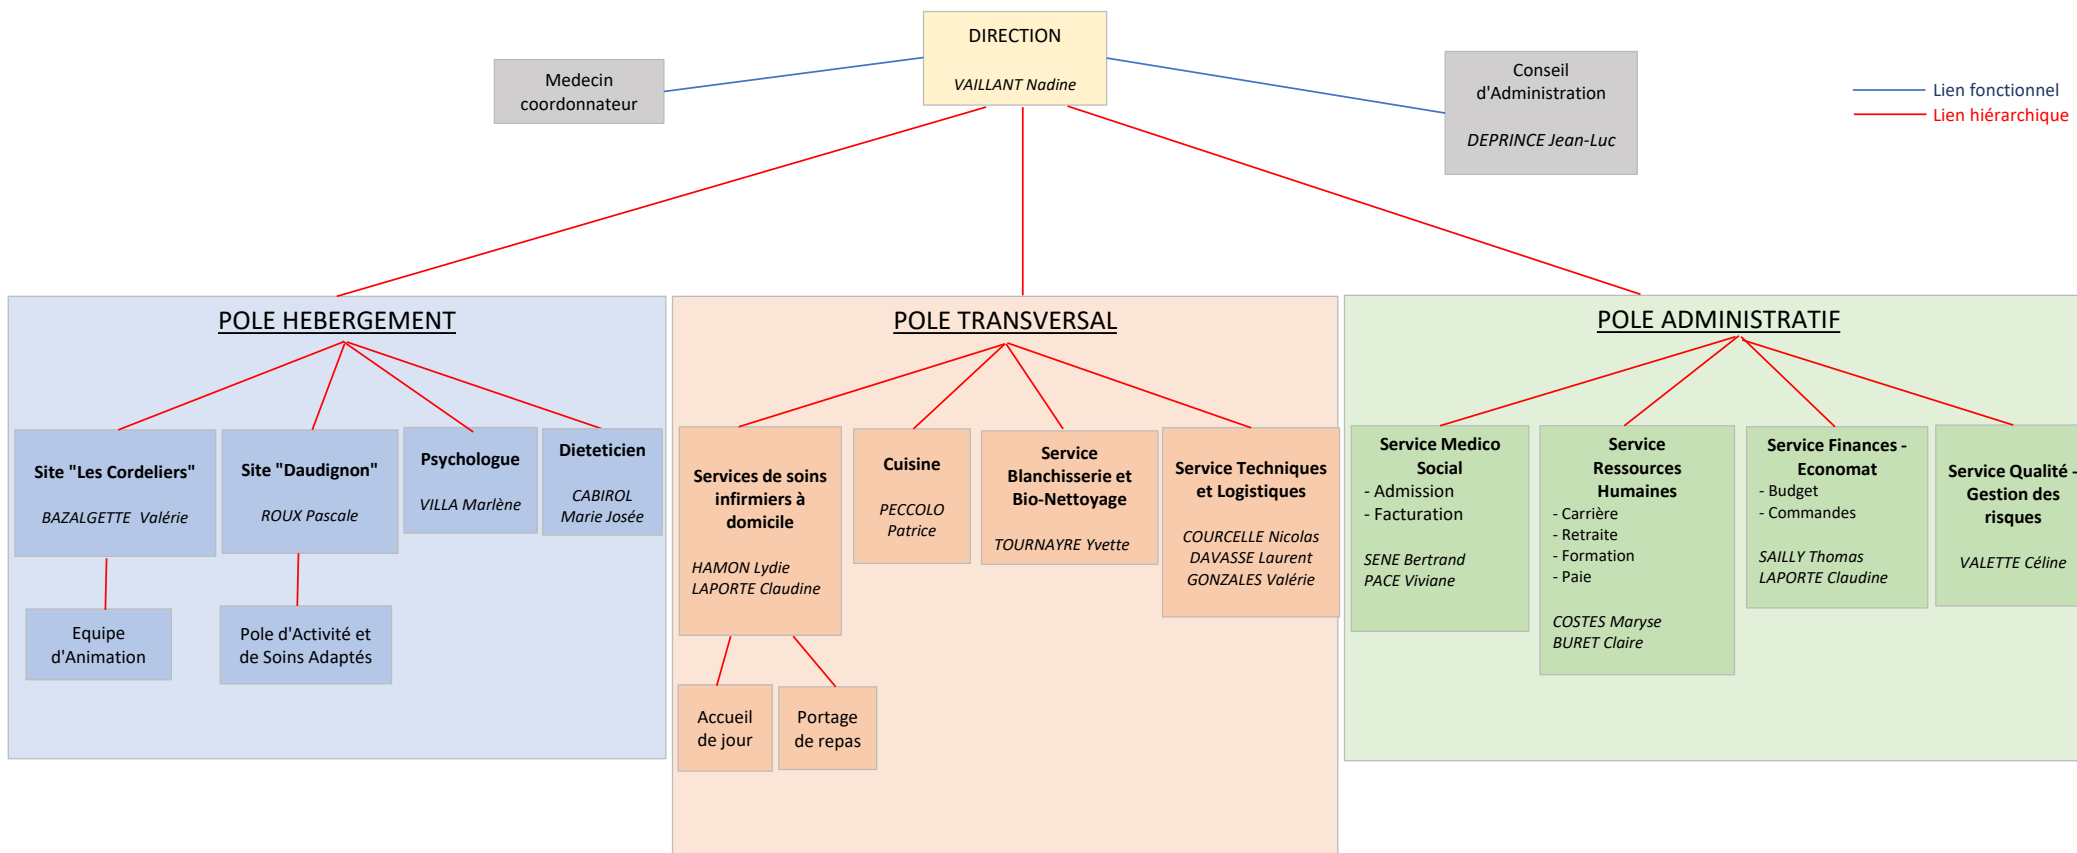 DIRECTION
VAILLANT Nadine
Medecin
coordonnateur
Conseil
d'Administration
DEPRINCE Jean-Luc
Lien fonctionnel
Lien hiérarchique
POLE HEBERGEMENT
Site "Les Cordeliers"
BAZALGETTE  Valérie
Site "Daudignon"
ROUX Pascale
Psychologue
VILLA Marlène
Dieteticien
CABIROL
Marie Josée
Equipe
d'Animation
Pole d'Activité et
de Soins Adaptés
POLE TRANSVERSAL
Services de soins
infirmiers à
domicile
HAMON Lydie
LAPORTE Claudine
Cuisine
PECCOLO
Patrice
Service
Blanchisserie et
Bio-Nettoyage
TOURNAYRE Yvette
Service Techniques
et Logistiques
COURCELLE Nicolas
DAVASSE Laurent
GONZALES Valérie
Accueil
de jour
Portage
de repas
POLE ADMINISTRATIF
Service Medico
Social
- Admission
- Facturation
SENE Bertrand
PACE Viviane
Service
Ressources
Humaines
- Carrière
- Retraite
- Formation
- Paie
COSTES Maryse
BURET Claire
Service Finances -
Economat
- Budget
- Commandes
SAILLY Thomas
LAPORTE Claudine
Service Qualité -
Gestion des
risques
VALETTE Céline